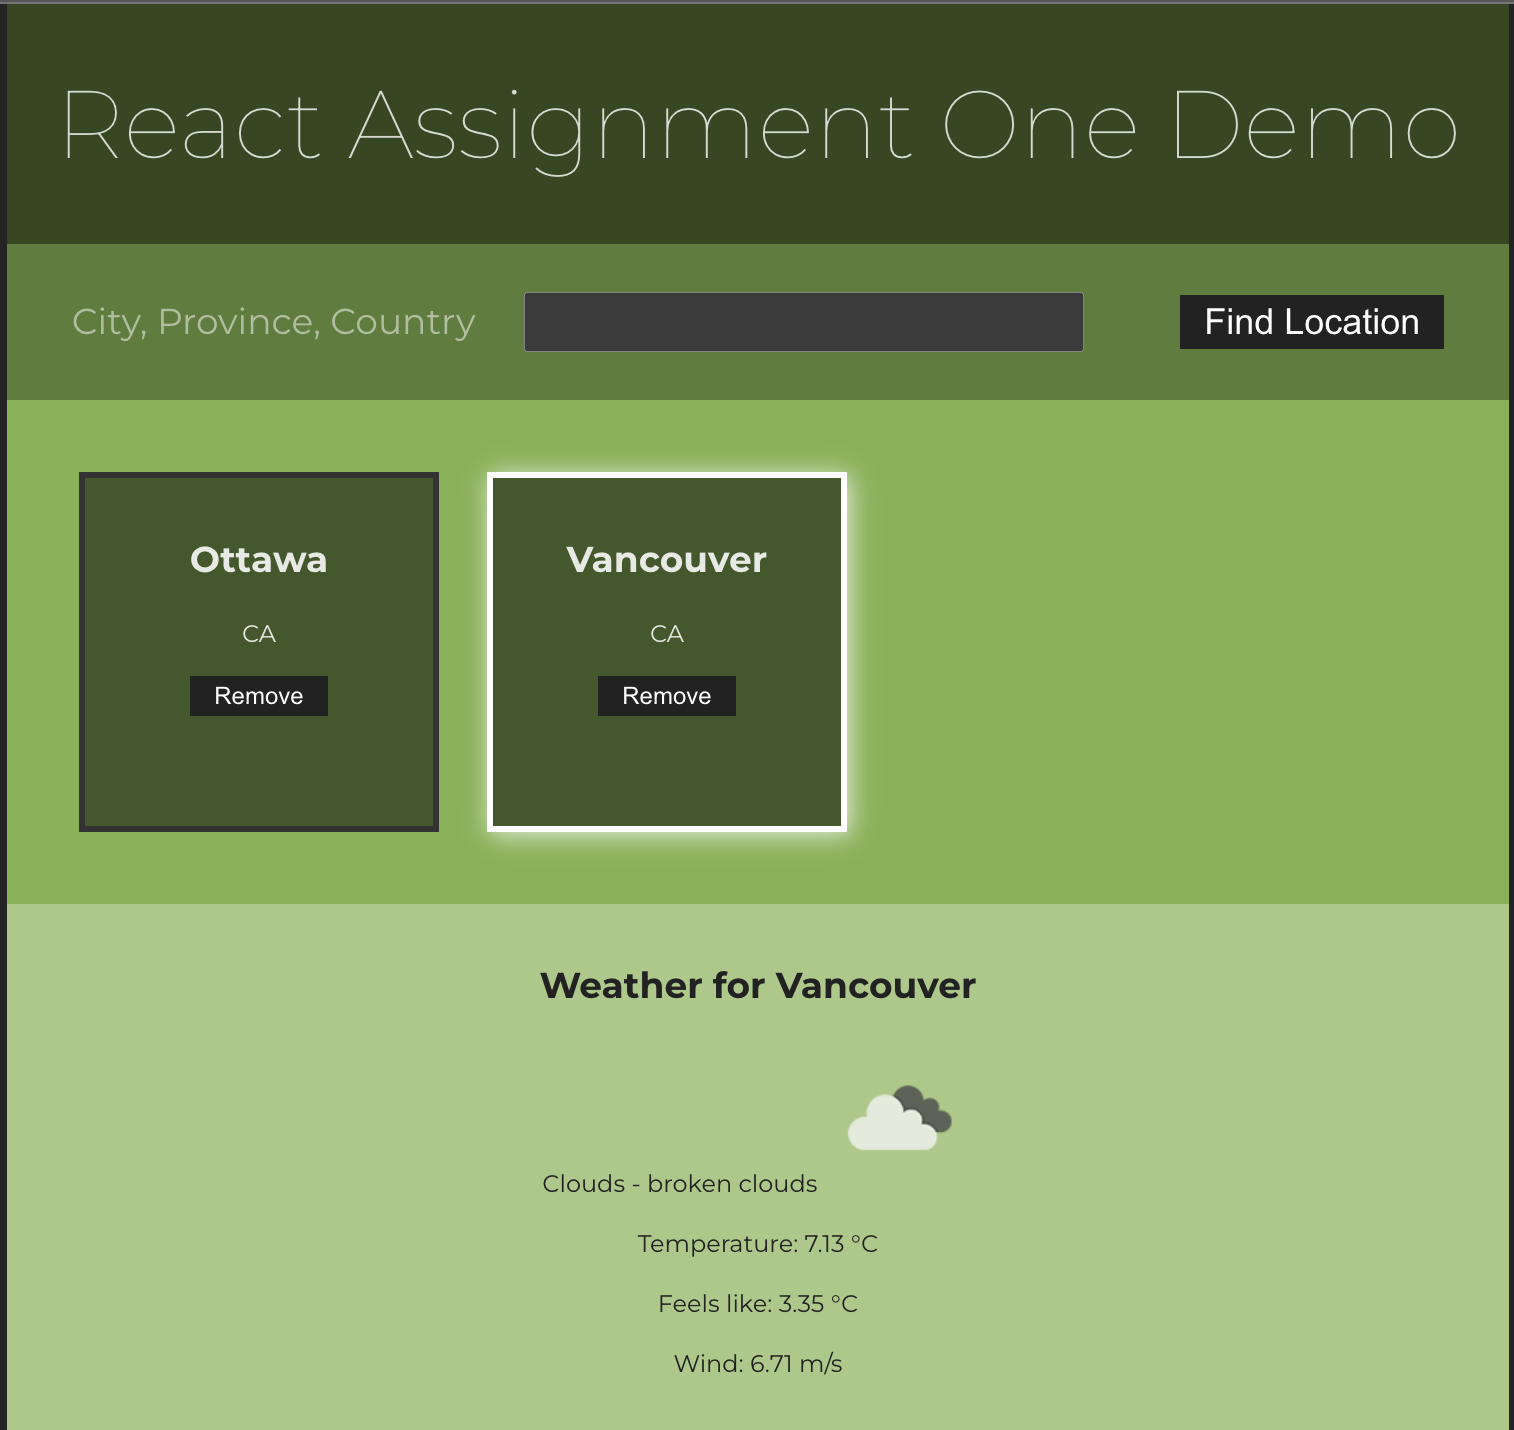 React Assignment One Demo
City, Province, Country
Find Location
Ottawa
CA
Remove
Vancouver
CA
Remove
Weather for Vancouver
Clouds - broken clouds
Temperature: 7.13 °C
Feels like: 3.35 °C
Wind: 6.71 m/s